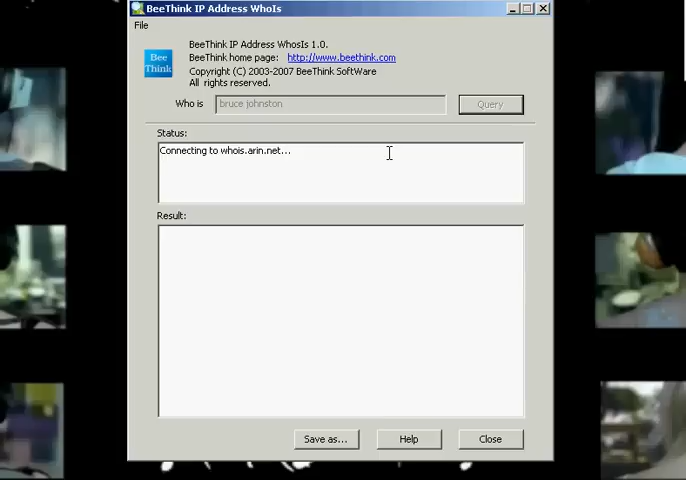 BeeThink IP Address WhoIs
File
Bee
Think
BeeThink IP Address WhosIs 1.0.
BeeThink home page: http://www.beethink.com
Copyright (C) 2003-2007 BeeThink SoftWare
All rights reserved.
Who is bruce johnston Query
Status:
Connecting to whois.arin.net...
Result:
Save as... Help Close